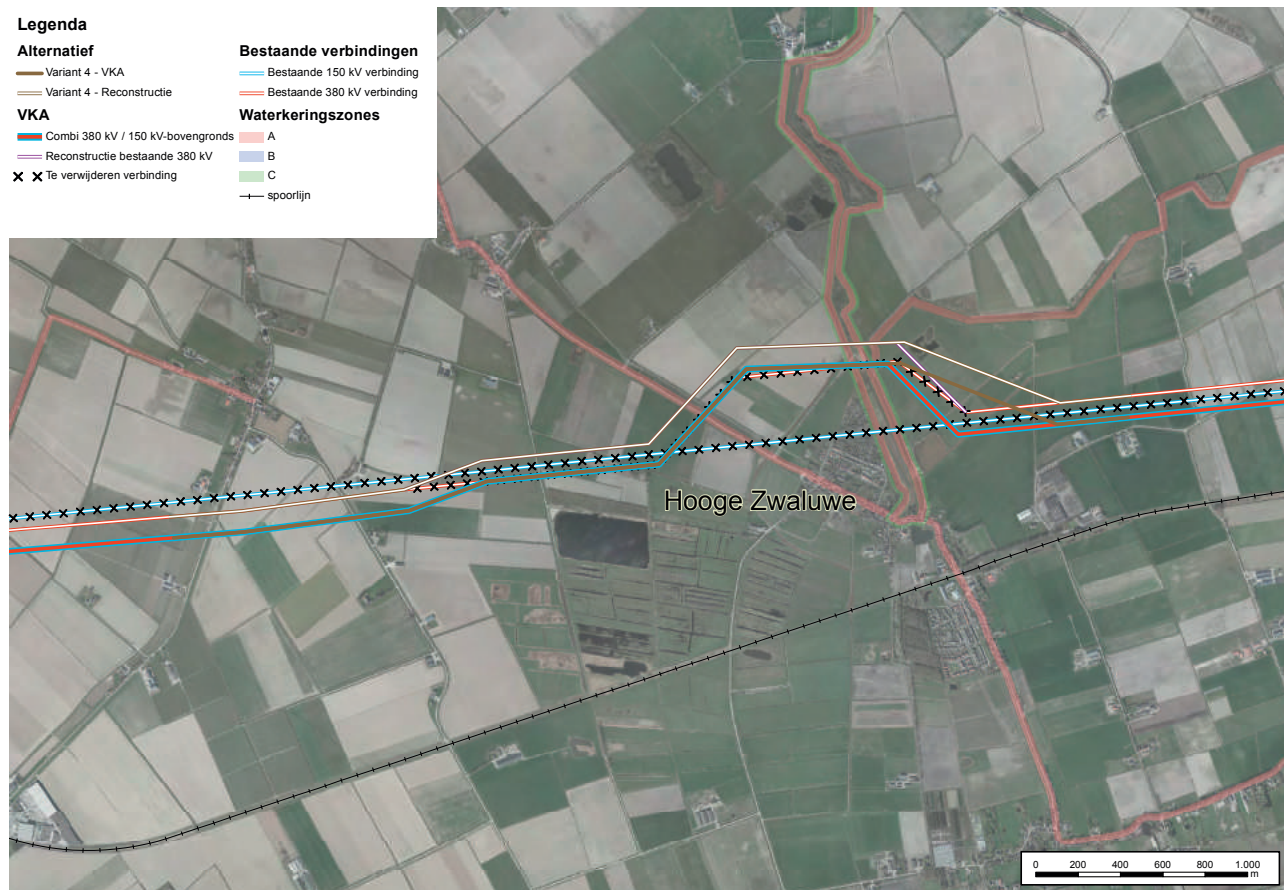 Legenda
Alternatief
Variant 4 - VKA
Variant 4 - Reconstructie
VKA
Combi 380 kV / 150 kV-bovengronds
Reconstructie bestaande 380 kV
Te verwijderen verbinding
Bestaande verbindingen
Bestaande 150 kV verbinding
Bestaande 380 kV verbinding
Waterkeringszones
A
B
C
spoorlijn
Hooge Zwaluwe
0 200 400 600 800 1.000
m